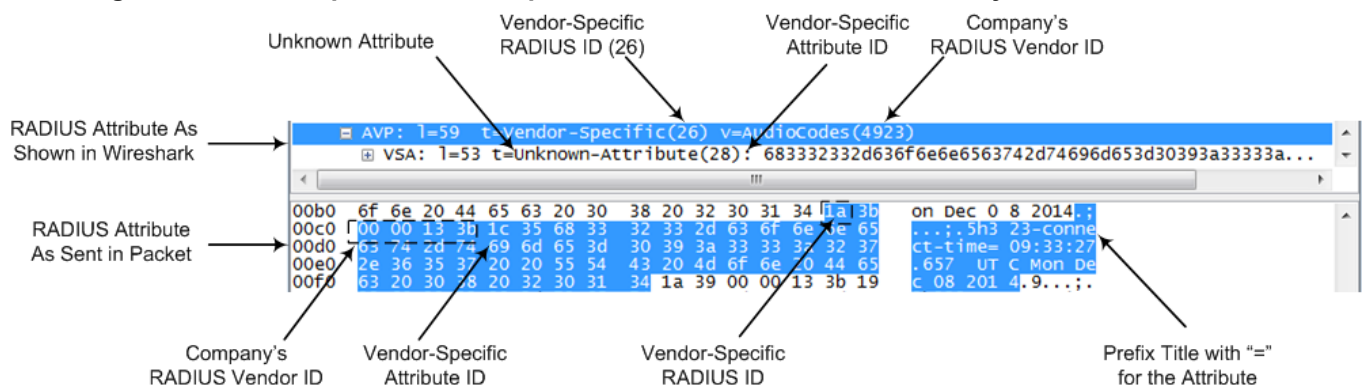 Vendor-Specific
RADIUS ID (26)
Vendor-Specific
Attribute ID
Company's
RADIUS Vendor ID
Unknown Attribute
RADIUS Attribute As
Shown in Wireshark
AVP: l=59 t=Vendor-Specific(26) v=AudioCodes(4923)
VSA: l=53 t=Unknown-Attribute(28): 683332332d636f6e6e6563742d74696d653d30393a33333a...
RADIUS Attribute
As Sent in Packet
00b0 6f 6e 20 44 65 63 20 30 38 20 32 30 31 34 1a 3b on Dec 0 8 2014.;
00c0 00 00 13 3b 1c 35 68 33 32 33 2d 63 6f 6e 6e 65 ...;.5h3 23-conne
00d0 63 74 2d 74 69 6d 65 3d 30 39 3a 33 33 3a 32 37 ct-time= 09:33:27
00e0 2e 36 35 37 20 20 55 54 43 20 4d 6f 6e 20 44 65 .657 UT C Mon De
00f0 63 20 30 38 20 32 30 31 34 1a 39 00 00 13 3b 19 c 08 201 4.9...;.
Company's
RADIUS Vendor ID
Vendor-Specific
Attribute ID
Vendor-Specific
RADIUS ID
Prefix Title with "="
for the Attribute